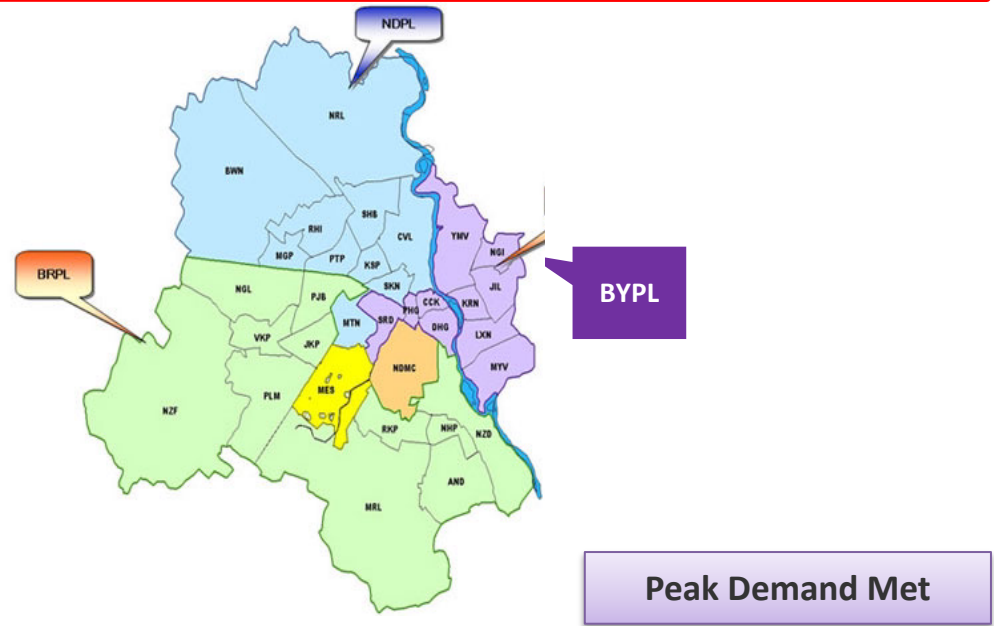 NDPL
NRL
BWN
SHB
RHI
CVL
YMV
NGI
MGP
PTP
KSP
BRPL
SKN
JIL
NGL
PJB
BYPL
CCK
KRN
PHG
MTN
SRD
DHG
LXN
VKP
JKP
NDMC
MYV
MES
PLM
NZF
RKP
NHP
NZD
AND
MRL
Peak Demand Met